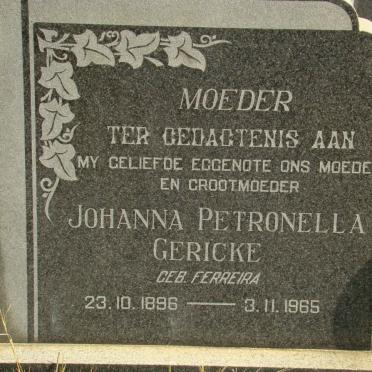 MOEDER
TER GEDAGTENIS AAN
MY GELIEFDE EGGENOTE ONS MOEDE
EN GROOTMOEDER
JOHANNA PETRONELLA
GERICKE
GEB. FERREIRA
23.10.1896 — 3.11.1965